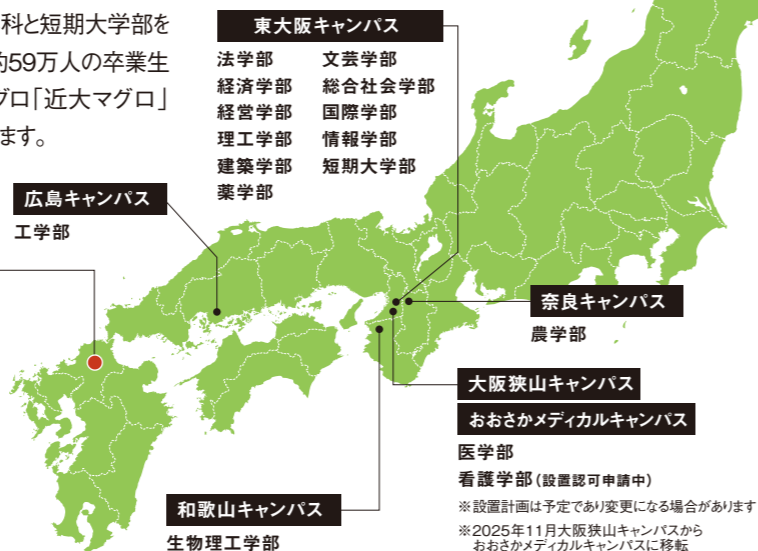 科と短期大学部を
約59万人の卒業生
グロ「近大マグロ」
ます。
東大阪キャンパス
法学部 文芸学部
経済学部 総合社会学部
経営学部 国際学部
理工学部 情報学部
建築学部 短期大学部
薬学部
広島キャンパス
工学部
奈良キャンパス
農学部
大阪狭山キャンパス
おおさかメディカルキャンパス
医学部
看護学部(設置認可申請中)
※設置計画は予定であり変更になる場合があります
※2025年11月大阪狭山キャンパスから
おおさかメディカルキャンパスに移転
和歌山キャンパス
生物理工学部